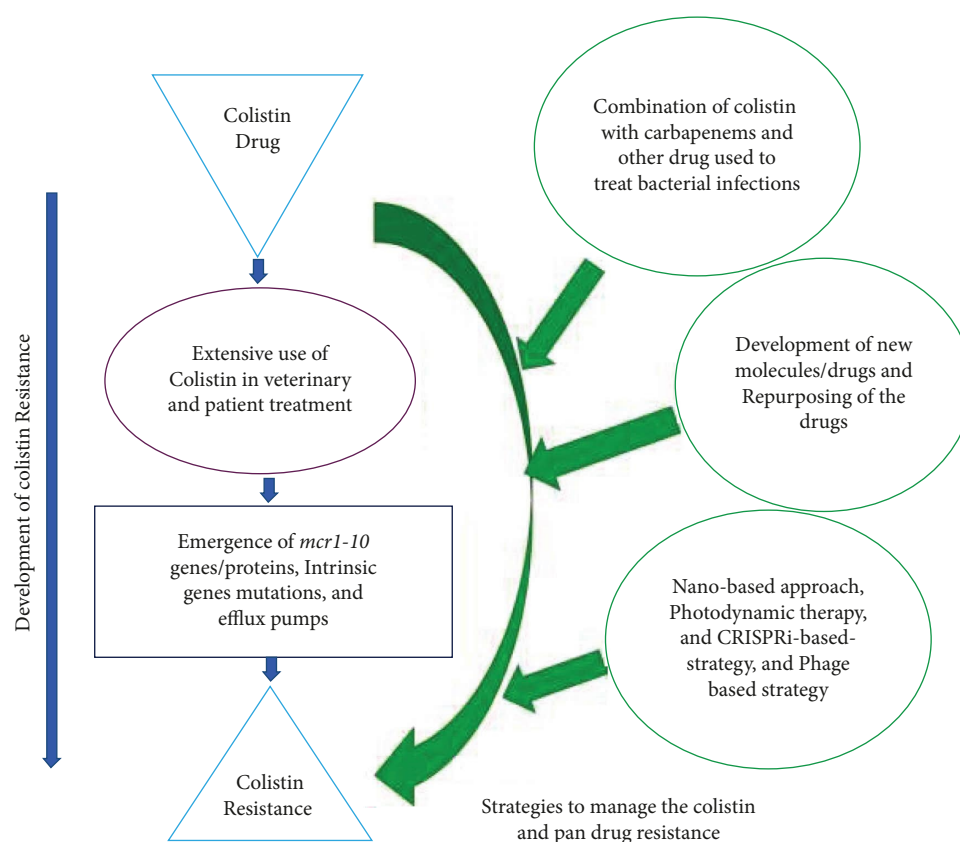 Colistin
Drug
Extensive use of
Colistin in veterinary
and patient treatment
Emergence of mcr1-10
genes/proteins, Intrinsic
genes mutations, and
efflux pumps
Colistin
Resistance
Development of colistin Resistance
Combination of colistin
with carbapenems and
other drug used to
treat bacterial infections
Development of new
molecules/drugs and
Repurposing of the
drugs
Nano-based approach,
Photodynamic therapy,
and CRISPRi-based-
strategy, and Phage
based strategy
Strategies to manage the colistin
and pan drug resistance